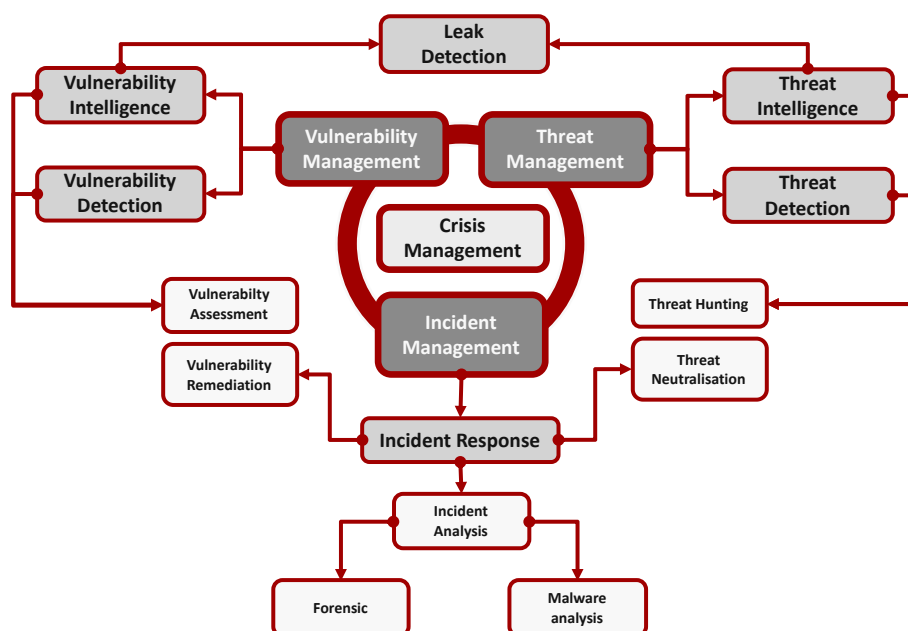 Leak
Detection
Vulnerability
Intelligence
Threat
Intelligence
Vulnerability
Management
Threat
Management
Vulnerability
Detection
Threat
Detection
Crisis
Management
Vulnerabilty
Assessment
Threat Hunting
Incident
Management
Vulnerability
Remediation
Threat
Neutralisation
Incident Response
Incident
Analysis
Forensic
Malware
analysis